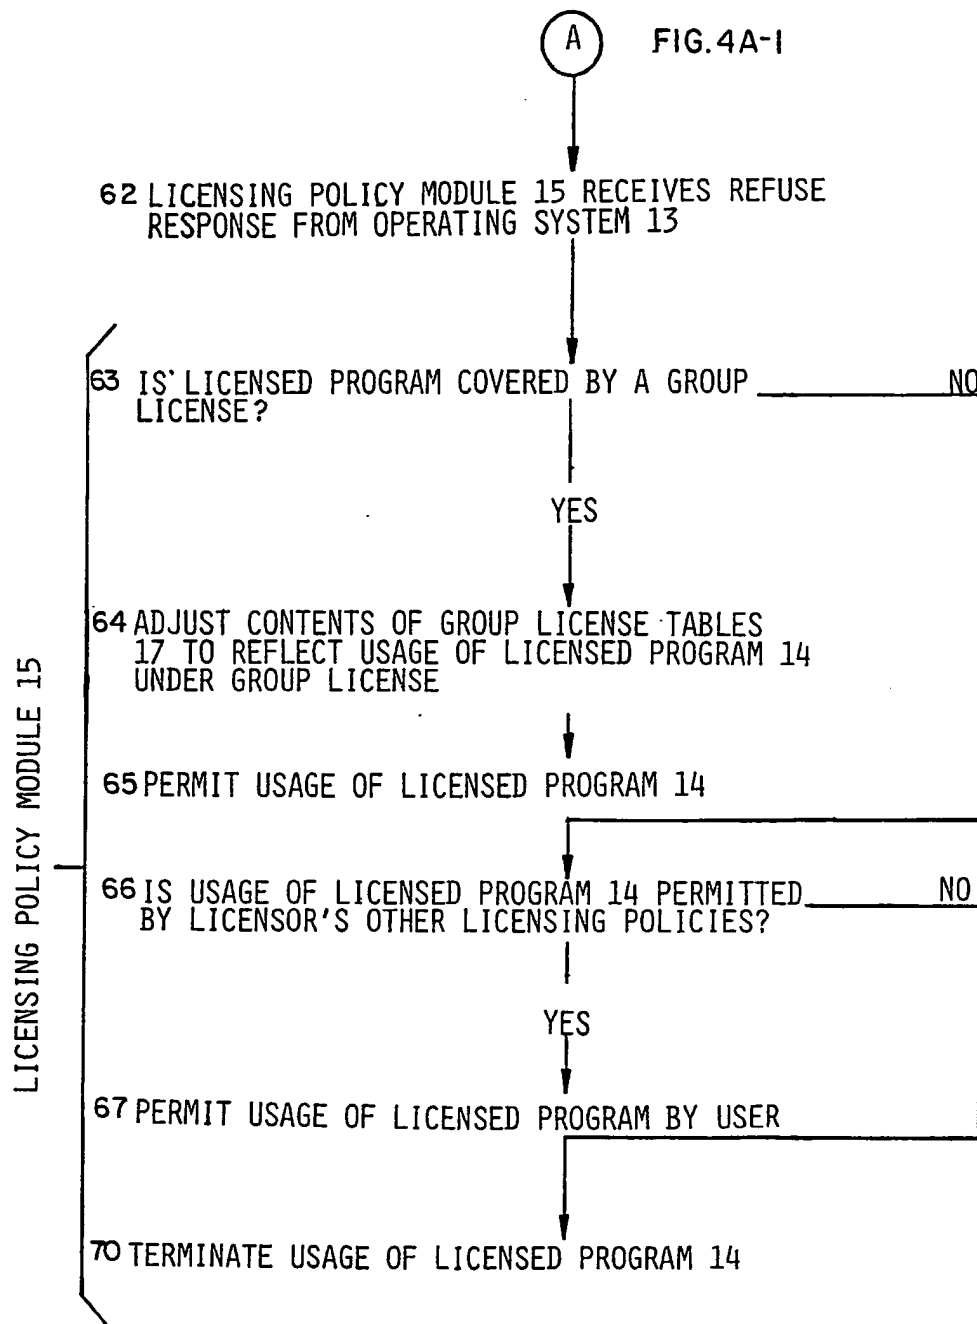 A
FIG.4A-1
62 LICENSING POLICY MODULE 15 RECEIVES REFUSE
RESPONSE FROM OPERATING SYSTEM 13
63 IS LICENSED PROGRAM COVERED BY A GROUP NO
LICENSE?
YES
64 ADJUST CONTENTS OF GROUP LICENSE TABLES
17 TO REFLECT USAGE OF LICENSED PROGRAM 14
UNDER GROUP LICENSE
65 PERMIT USAGE OF LICENSED PROGRAM 14
66 IS USAGE OF LICENSED PROGRAM 14 PERMITTED NO
BY LICENSOR'S OTHER LICENSING POLICIES?
YES
67 PERMIT USAGE OF LICENSED PROGRAM BY USER
70 TERMINATE USAGE OF LICENSED PROGRAM 14
LICENSING POLICY MODULE 15